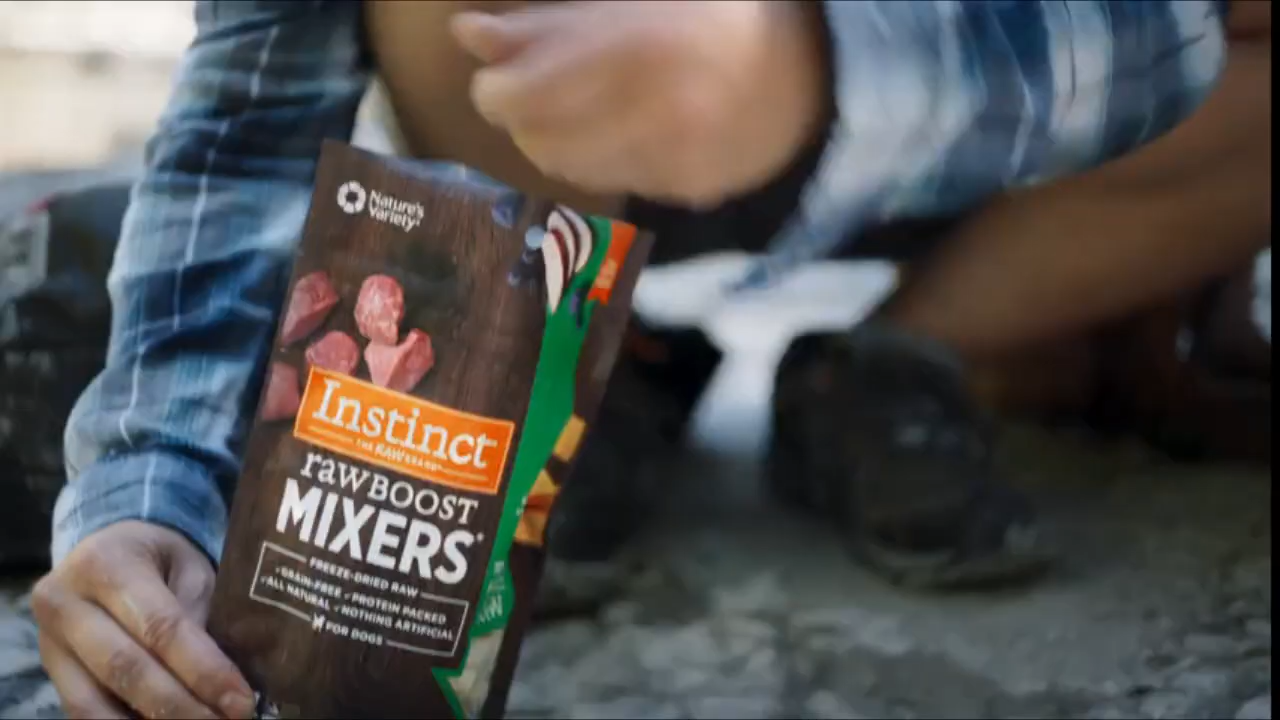 Nature's
Variety
Instinct
THE RAW BRAND
rawBOOST
MIXERS
FREEZE-DRIED RAW
GRAIN-FREE ✓PROTEIN PACKED
✓ALL NATURAL ✓NOTHING ARTIFICIAL
FOR DOGS